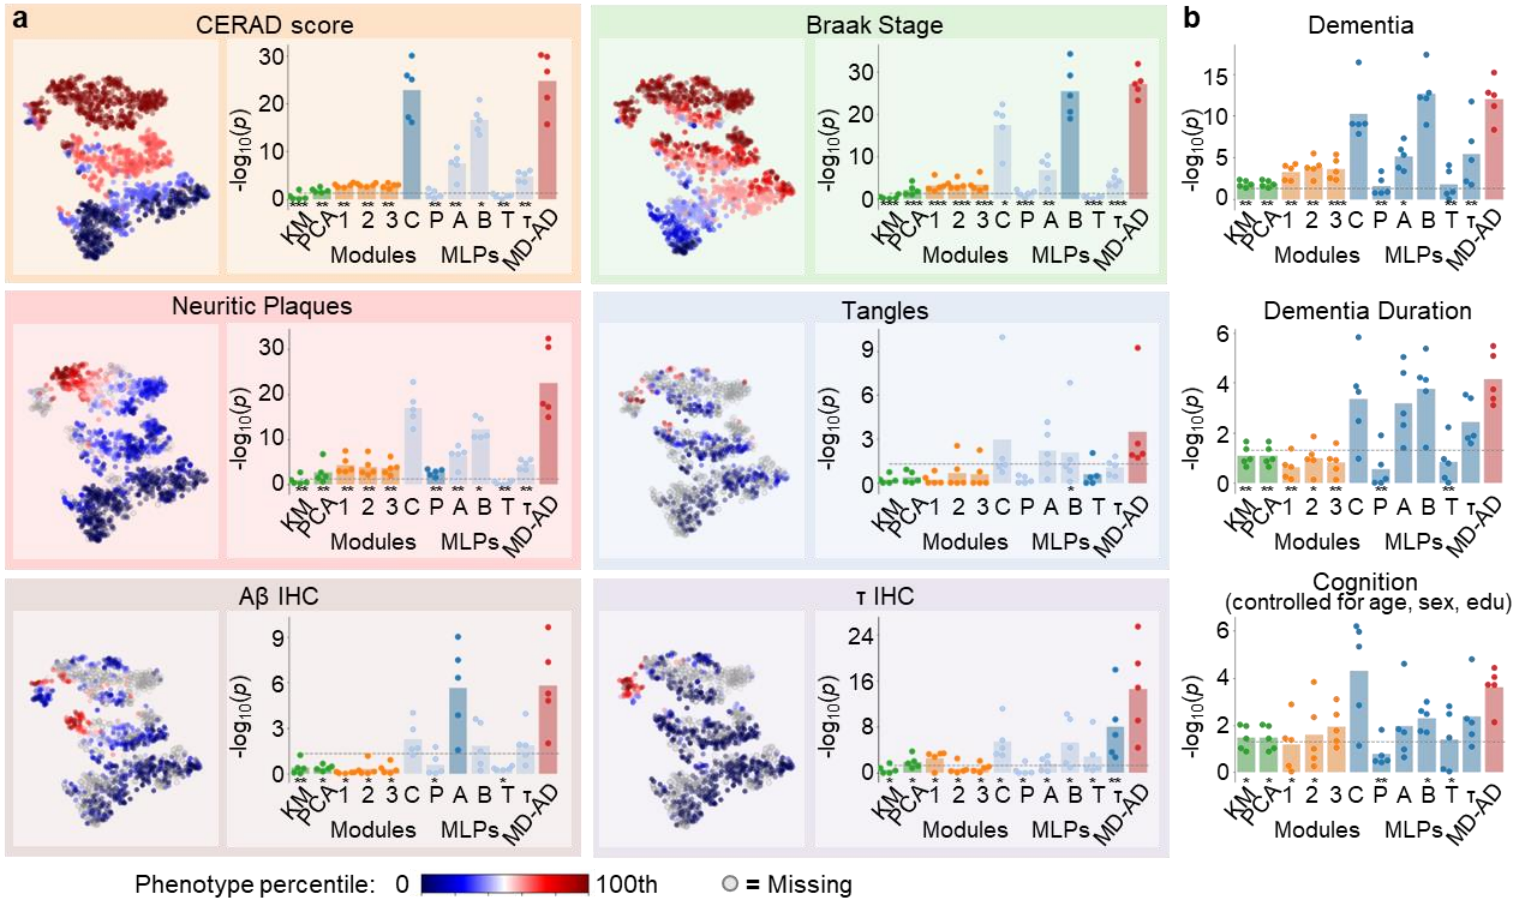 a
CERAD score
-log10(p)
30
20
10
0
*** ** ** ** ** ** ** * ** **
KM PCA 1 2 3 C P A B T τ MD-AD
Modules MLPs
Braak Stage
-log10(p)
30
20
10
0
*** *** *** *** *** * *** ** *** ***
KM PCA 1 2 3 C P A B T τ MD-AD
Modules MLPs
b
Dementia
-log10(p)
15
10
5
0
** ** ** ** ** ** * ** **
KM PCA 1 2 3 C P A B T τ MD-AD
Modules MLPs
Neuritic Plaques
-log10(p)
30
20
10
0
** ** ** ** ** ** ** * ** **
KM PCA 1 2 3 C P A B T τ MD-AD
Modules MLPs
Tangles
-log10(p)
9
6
3
0
*
KM PCA 1 2 3 C P A B T τ MD-AD
Modules MLPs
Dementia Duration
-log10(p)
6
4
2
0
** ** ** * ** ** **
KM PCA 1 2 3 C P A B T τ MD-AD
Modules MLPs
Aβ IHC
-log10(p)
9
6
3
0
** * * * * *
KM PCA 1 2 3 C P A B T τ MD-AD
Modules MLPs
τ IHC
-log10(p)
24
16
8
0
* * * * * * * * * * **
KM PCA 1 2 3 C P A B T τ MD-AD
Modules MLPs
Cognition
(controlled for age, sex, edu)
-log10(p)
6
4
2
0
* * * * * ** * * * *
KM PCA 1 2 3 C P A B T τ MD-AD
Modules MLPs
Phenotype percentile: 0 100th = Missing